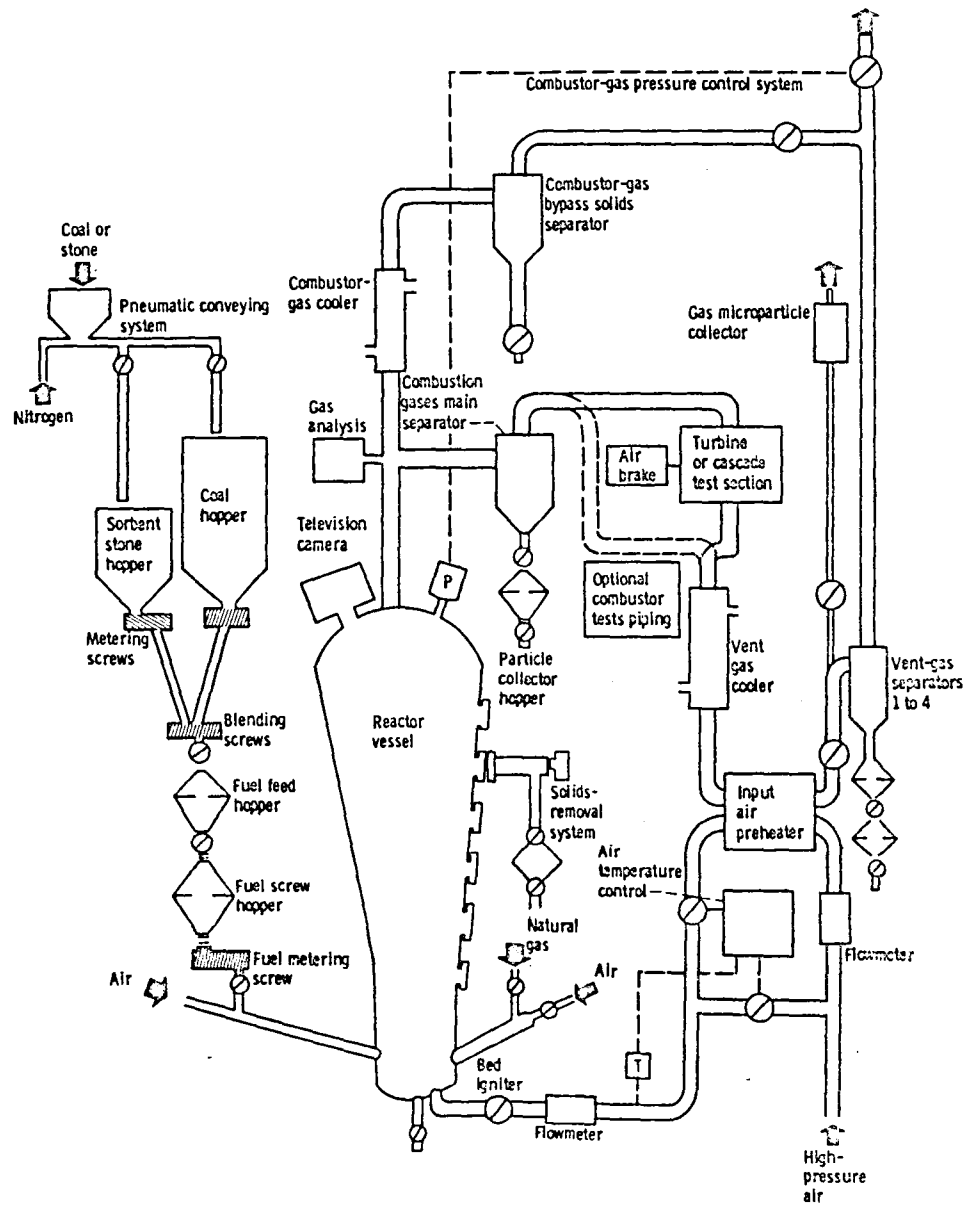 Combustor-gas pressure control system
Combustor-gas
bypass solids
separator
Coal or
stone
Pneumatic conveying
system
Nitrogen
Combustor-
gas cooler
Gas microparticle
collector
Gas
analysis
Combustion
gases main
separator
Air
brake
Turbine
or cascade
test section
Coal
hopper
Sorbent
stone
hopper
Television
camera
P
Optional
combustor
tests piping
Metering
screws
Particle
collector
hopper
Vent
gas
cooler
Vent-gas
separators
1 to 4
Blending
screws
Reactor
vessel
Fuel feed
hopper
Solids-
removal
system
Input
air
preheater
Air
temperature
control
Fuel screw
hopper
Natural
gas
Flowmeter
Fuel metering
screw
Air
Air
Bed
igniter
T
Flowmeter
High-
pressure
air